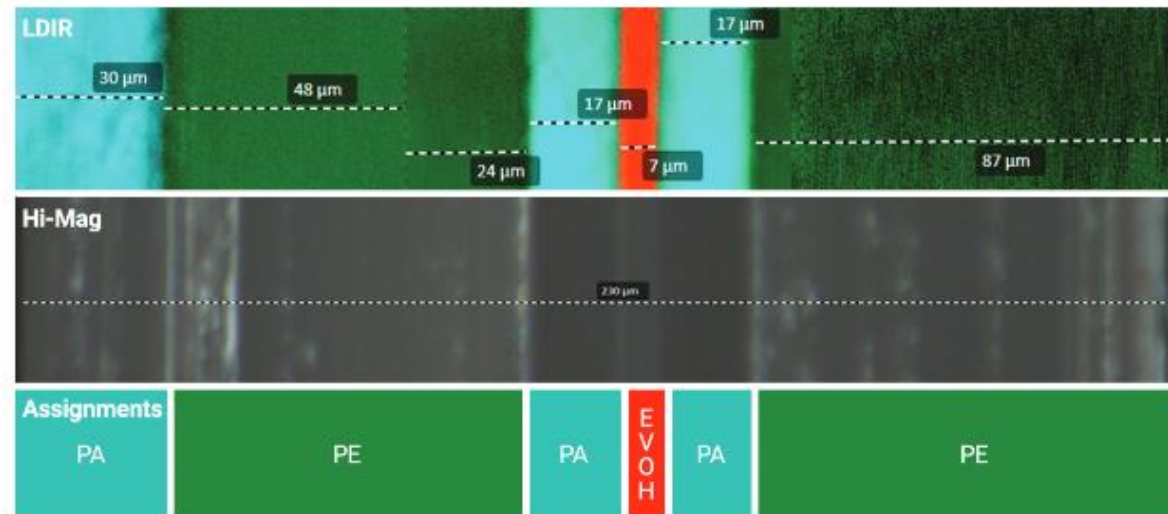 LDIR
17 µm
30 µm
48 µm
17 µm
24 µm
7 µm
87 µm
Hi-Mag
230 µm
Assignments
PA
PE
PA
EVOH
PA
PE